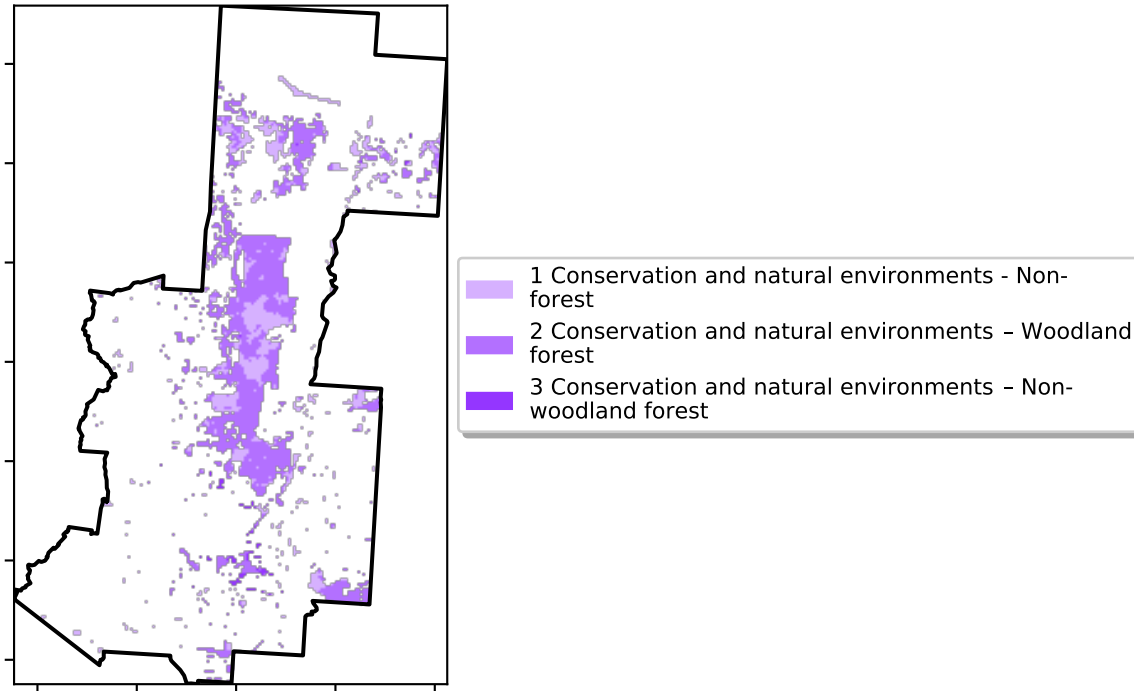 1 Conservation and natural environments - Non-
forest
2 Conservation and natural environments – Woodland
forest
3 Conservation and natural environments – Non-
woodland forest